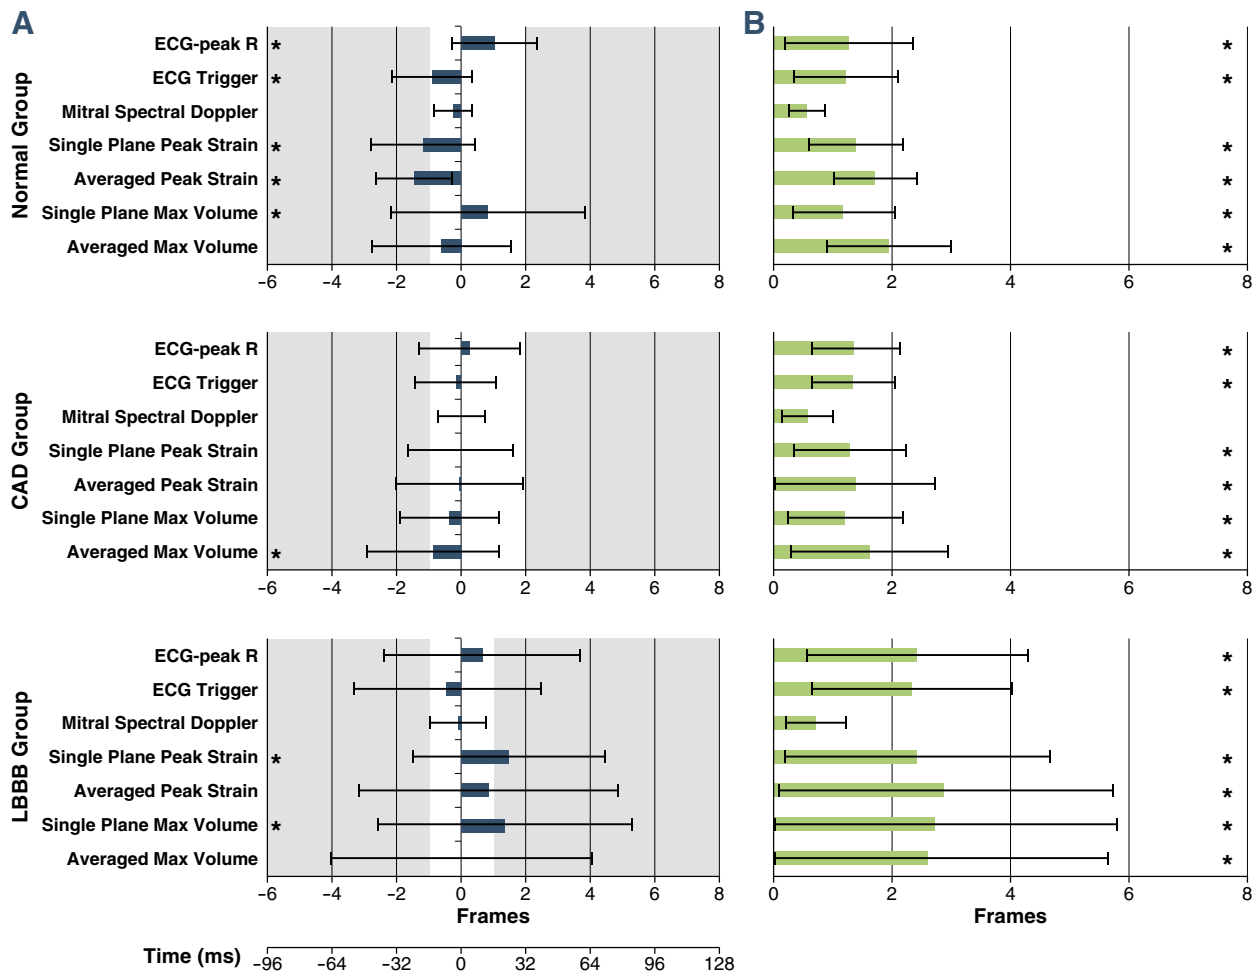 A
B
Normal Group
ECG-peak R *
*
ECG Trigger *
*
Mitral Spectral Doppler
Single Plane Peak Strain *
*
Averaged Peak Strain *
*
Single Plane Max Volume *
*
Averaged Max Volume
*
−6 −4 −2 0 2 4 6 8
0 2 4 6 8
CAD Group
ECG-peak R
*
ECG Trigger
*
Mitral Spectral Doppler
Single Plane Peak Strain
*
Averaged Peak Strain
*
Single Plane Max Volume
*
Averaged Max Volume *
*
−6 −4 −2 0 2 4 6 8
0 2 4 6 8
LBBB Group
ECG-peak R
*
ECG Trigger
*
Mitral Spectral Doppler
Single Plane Peak Strain *
*
Averaged Peak Strain
*
Single Plane Max Volume *
*
Averaged Max Volume
*
−6 −4 −2 0 2 4 6 8
Frames
0 2 4 6 8
Frames
Time (ms)
−96 −64 −32 0 32 64 96 128